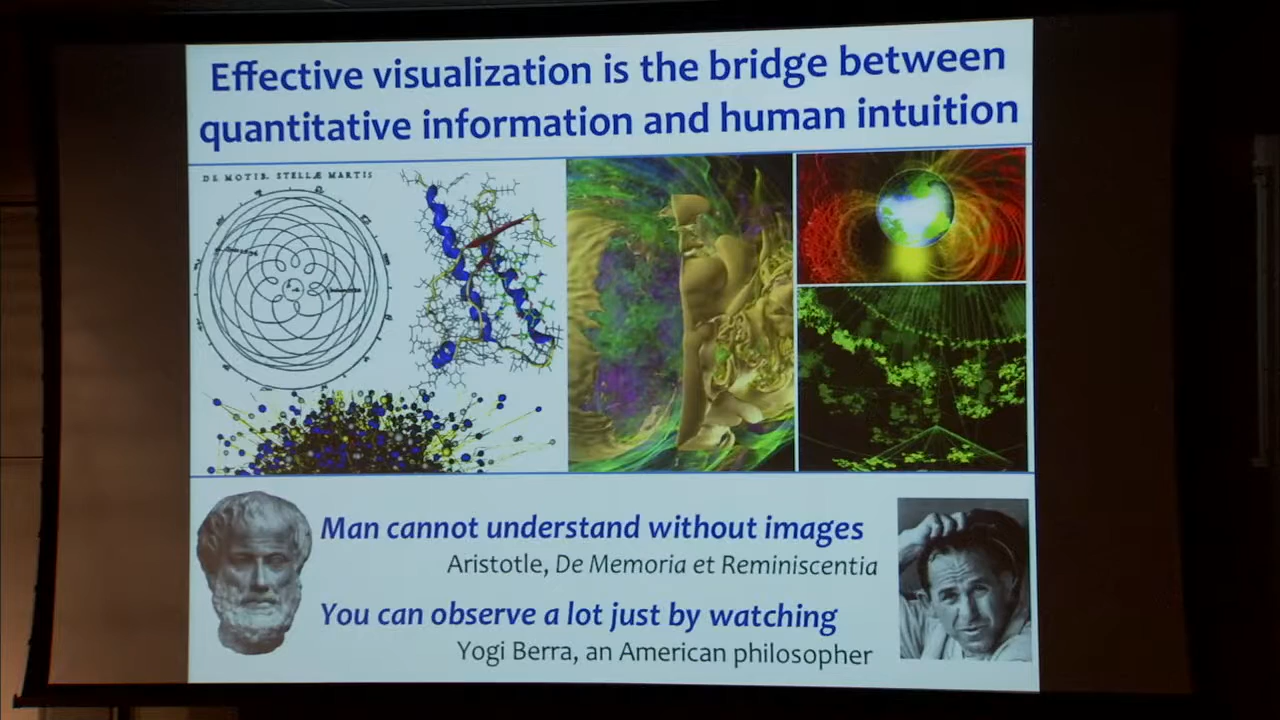 Effective visualization is the bridge between
quantitative information and human intuition
DE MOTIB. STELLÆ MARTIS
Man cannot understand without images
Aristotle, De Memoria et Reminiscentia
You can observe a lot just by watching
Yogi Berra, an American philosopher